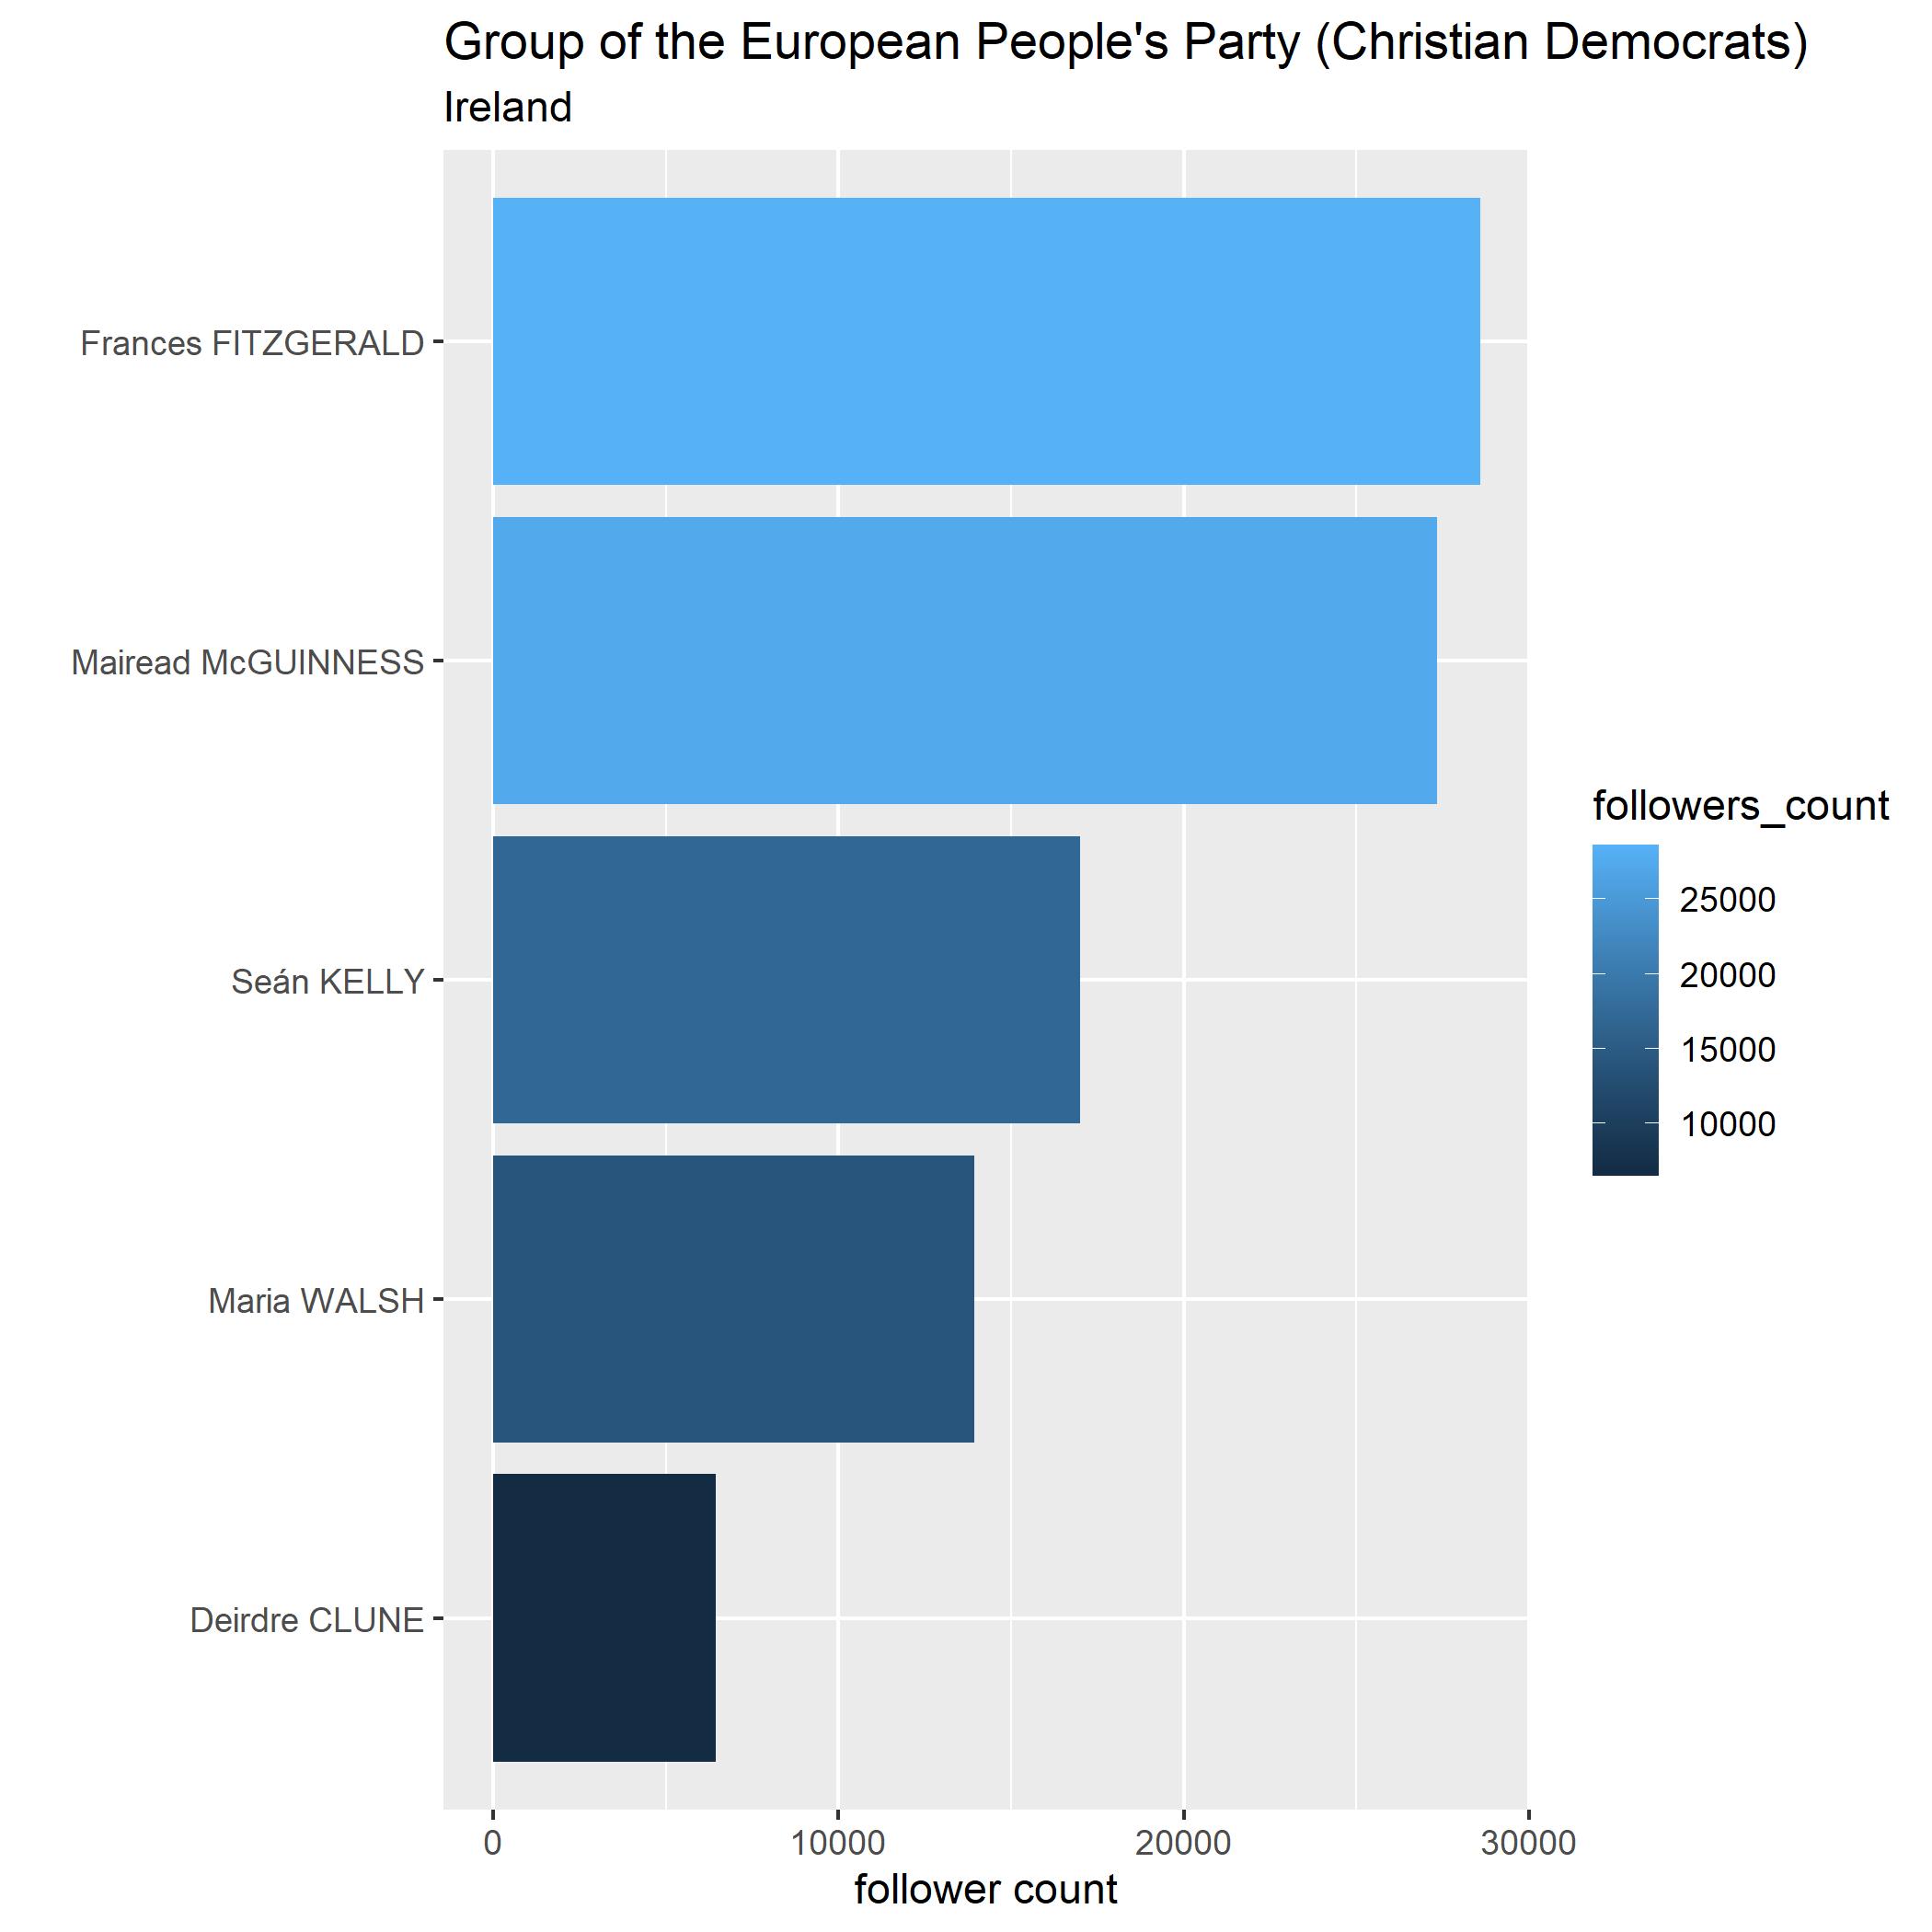 Group of the European People's Party (Christian Democrats)
Ireland
Frances FITZGERALD
Mairead McGUINNESS
Seán KELLY
Maria WALSH
Deirdre CLUNE
0 10000 20000 30000
follower count
followers_count
25000
20000
15000
10000